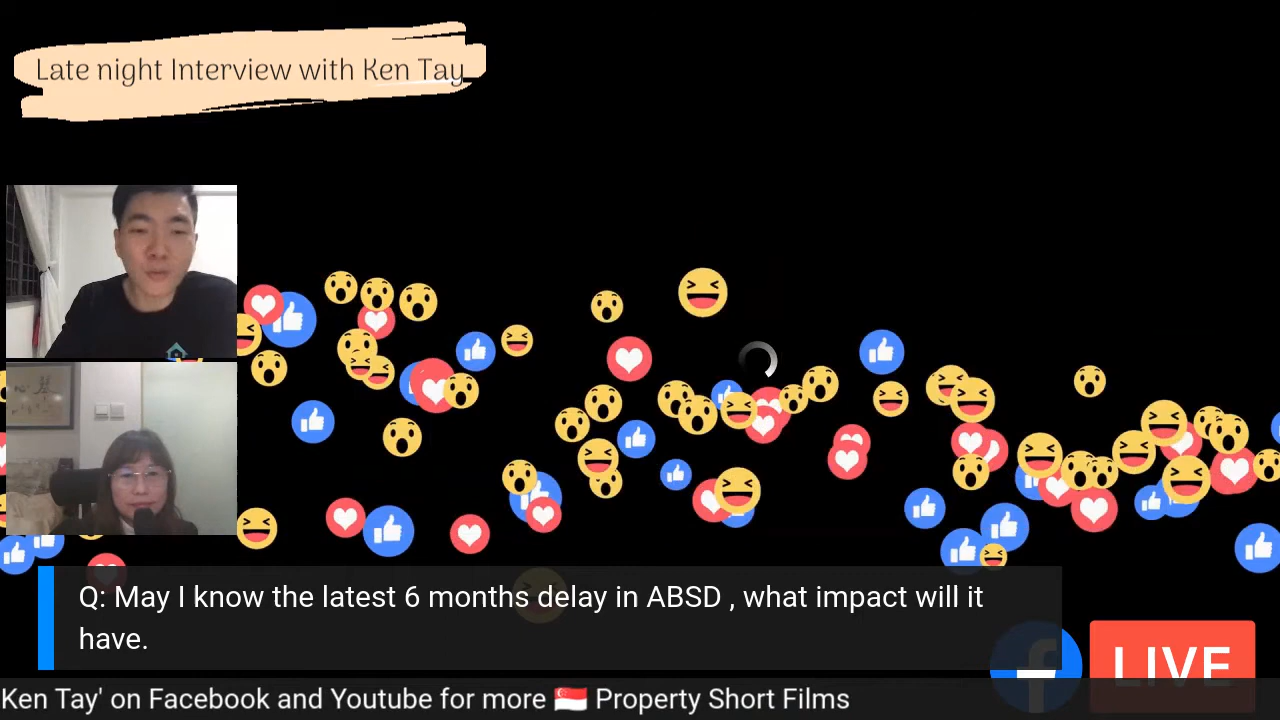 Late night Interview with Ken Tay
Q: May I know the latest 6 months delay in ABSD , what impact will it
have.
LIVE
Ken Tay' on Facebook and Youtube for more 🇸🇬 Property Short Films